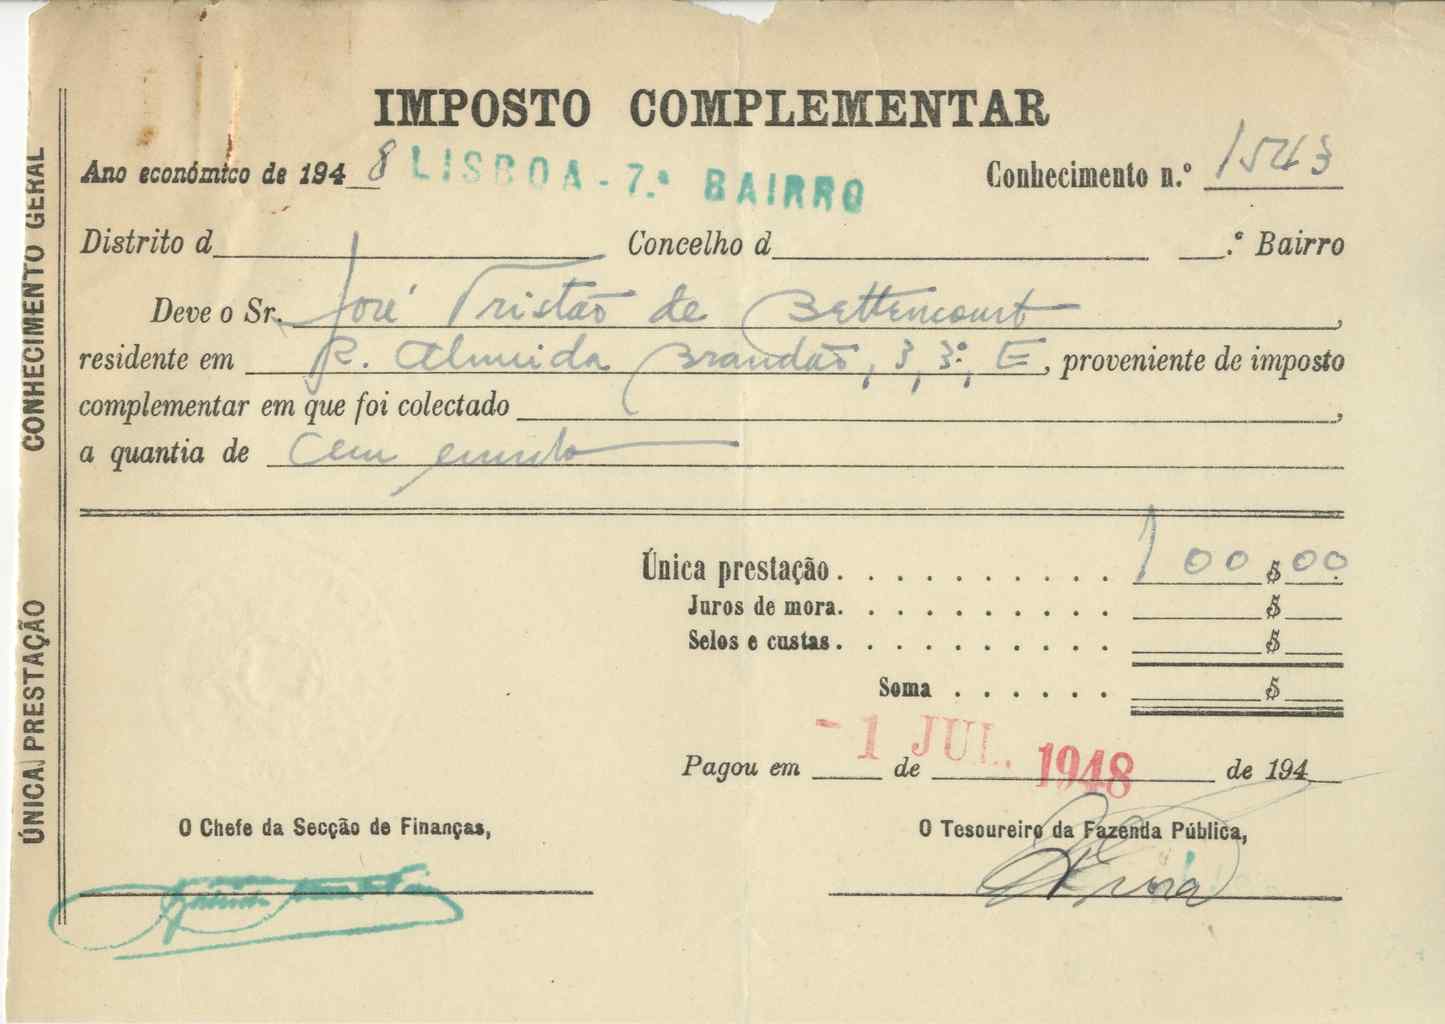 IMPOSTO COMPLEMENTAR
Ano económico de 1948 LISBOA - 7.º BAIRRO Conhecimento n.º 1543
Distrito d Concelho d .º Bairro
Deve o Sr. José Tristão de Bettencourt,
residente em R. Almeida Brandão, 3, 3º, E, proveniente de imposto
complementar em que foi colectado ,
a quantia de Cem escudos
Única prestação. . . . . . . . . . 100$00
Juros de mora. . . . . . . . . . $
Selos e custas. . . . . . . . . . $
Soma . . . . . . $
Pagou em - 1 de JUL. 1948 de 194
O Chefe da Secção de Finanças,
O Tesoureiro da Fazenda Pública,
CONHECIMENTO GERAL
ÚNICA PRESTAÇÃO